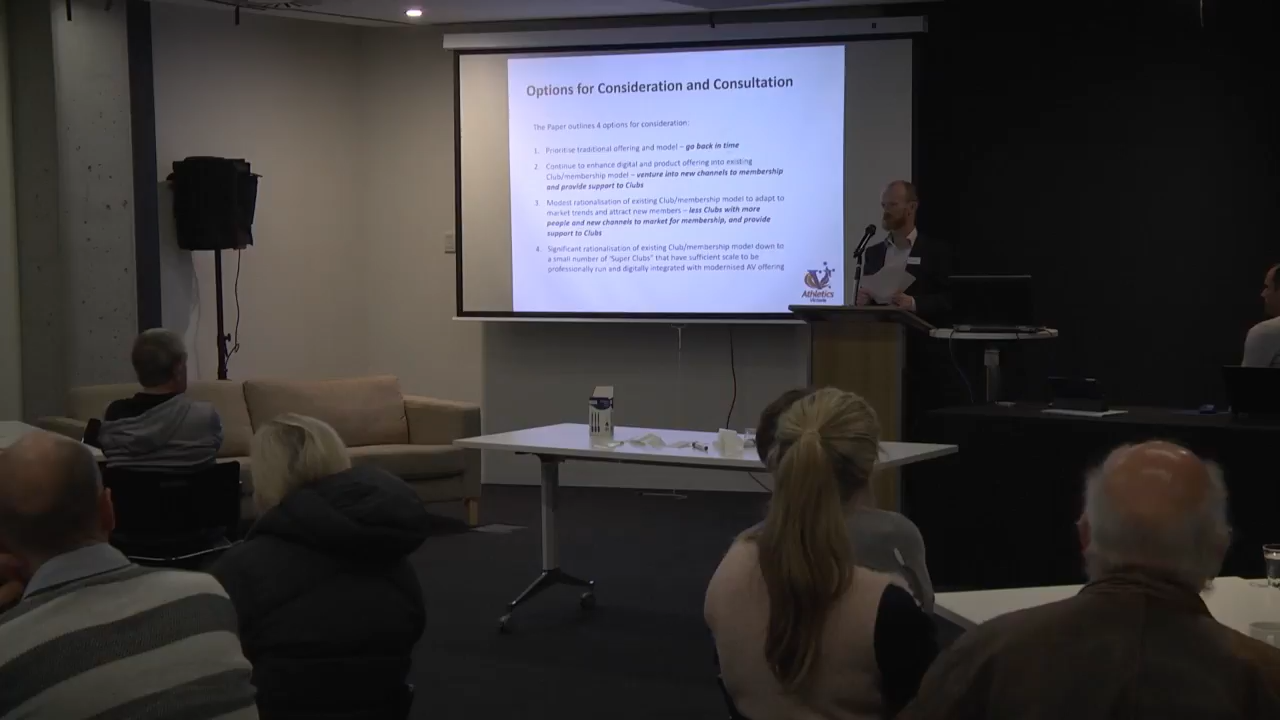 Options for Consideration and Consultation
The Paper outlines 4 options for consideration:
1. Prioritise traditional offering and model – go back in time
2. Continue to enhance digital and product offering into existing
Club/membership model – venture into new channels to membership
and provide support to Clubs
3. Modest rationalisation of existing Club/membership model to adapt to
market trends and attract new members – less Clubs with more
people and new channels to market for membership, and provide
support to Clubs
4. Significant rationalisation of existing Club/membership model down to
a small number of "Super Clubs" that have sufficient scale to be
professionally run and digitally integrated with modernised AV offering
Athletics
Victoria